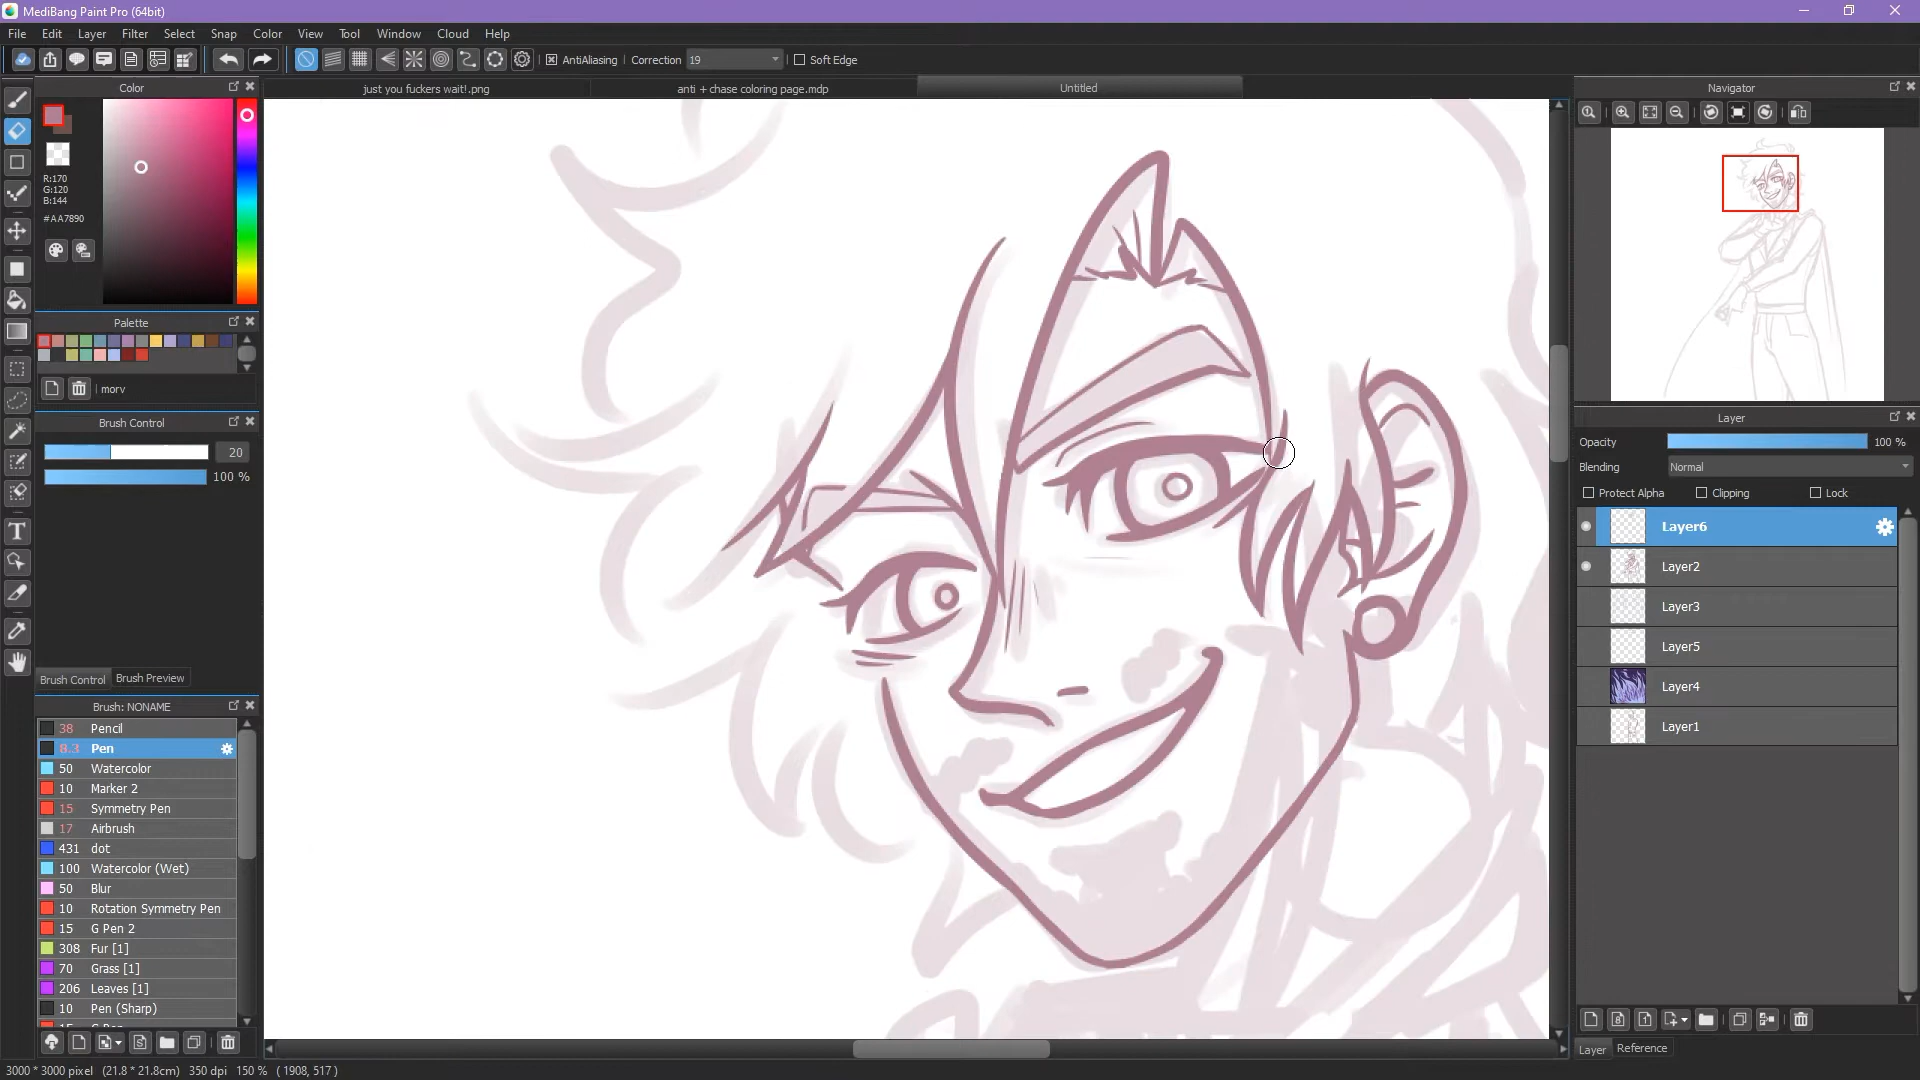 MediBang Paint Pro (64bit)
File Edit Layer Filter Select Snap Color View Tool Window Cloud Help
AntiAliasing Correction 19 Soft Edge
Color
just you fuckers wait!.png
anti + chase coloring page.mdp
Untitled
Navigator
R:170
G:120
B:144
#AA7890
Palette
morv
Brush Control
20
100 %
Brush Control Brush Preview
Brush: NONAME
38 Pencil
8.3 Pen
50 Watercolor
10 Marker 2
15 Symmetry Pen
17 Airbrush
431 dot
100 Watercolor (Wet)
50 Blur
10 Rotation Symmetry Pen
15 G Pen 2
308 Fur [1]
70 Grass [1]
206 Leaves [1]
10 Pen (Sharp)
Layer
Opacity 100 %
Blending Normal
Protect Alpha Clipping Lock
Layer6
Layer2
Layer3
Layer5
Layer4
Layer1
Layer Reference
3000 * 3000 pixel (21.8 * 21.8cm) 350 dpi 150 % ( 1908, 517 )